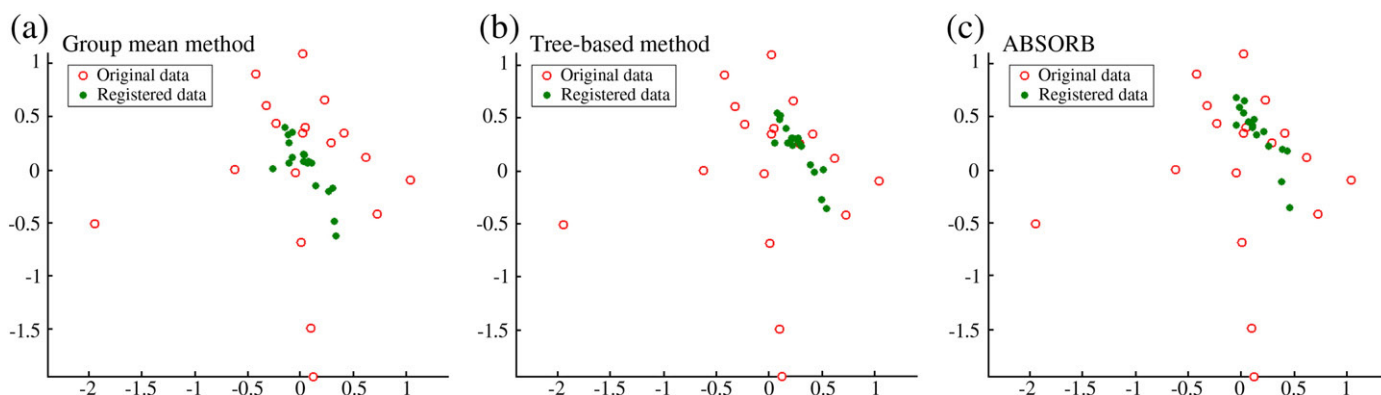 (a) Group mean method
Original data
Registered data
1
0.5
0
-0.5
-1
-1.5
-2 -1.5 -1 -0.5 0 0.5 1
(b) Tree-based method
Original data
Registered data
1
0.5
0
-0.5
-1
-1.5
-2 -1.5 -1 -0.5 0 0.5 1
(c) ABSORB
Original data
Registered data
1
0.5
0
-0.5
-1
-1.5
-2 -1.5 -1 -0.5 0 0.5 1